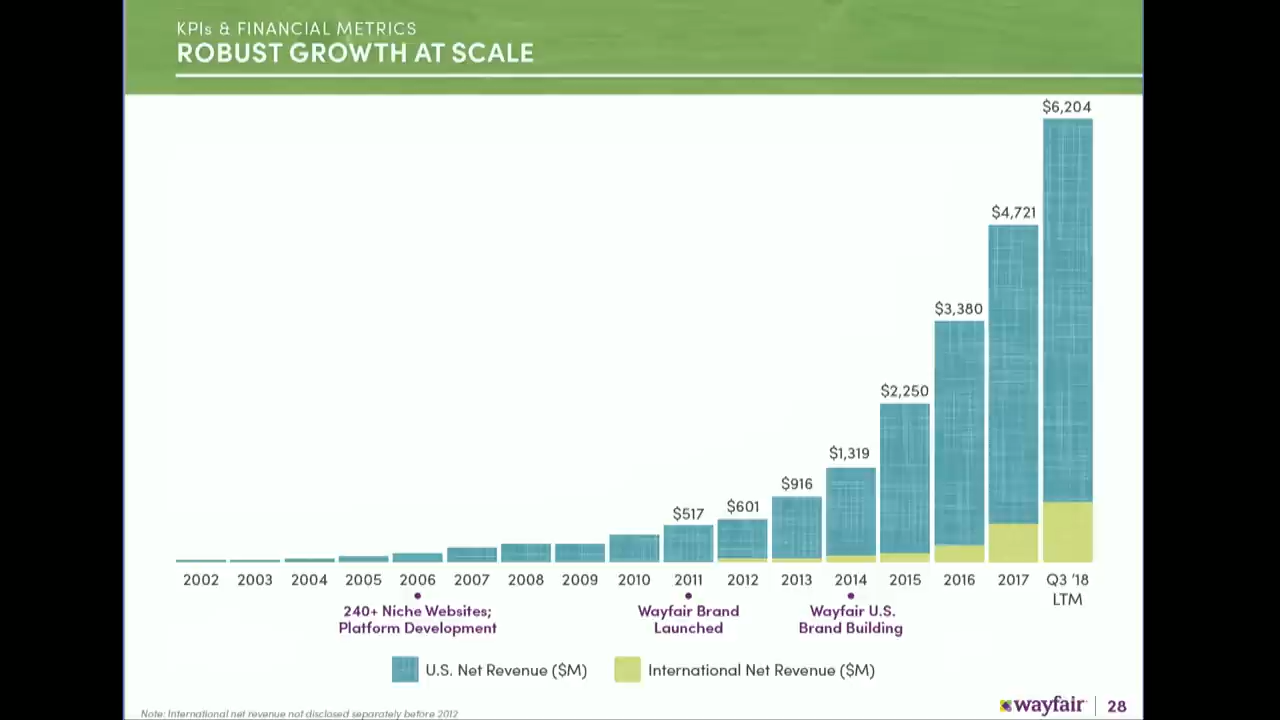 KPIs & FINANCIAL METRICS
ROBUST GROWTH AT SCALE
$6,204
$4,721
$3,380
$2,250
$1,319
$916
$601
$517
2002 2003 2004 2005 2006 2007 2008 2009 2010 2011 2012 2013 2014 2015 2016 2017 Q3 '18
LTM
240+ Niche Websites;
Platform Development
Wayfair Brand
Launched
Wayfair U.S.
Brand Building
U.S. Net Revenue ($M) International Net Revenue ($M)
wayfair 28
Note: International net revenue not disclosed separately before 2012